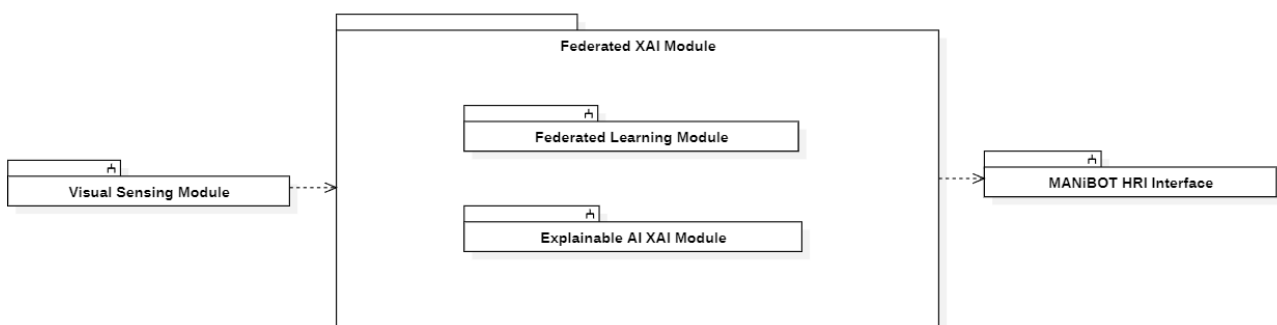 Federated XAI Module
Federated Learning Module
Visual Sensing Module
MANiBOT HRI Interface
Explainable AI XAI Module